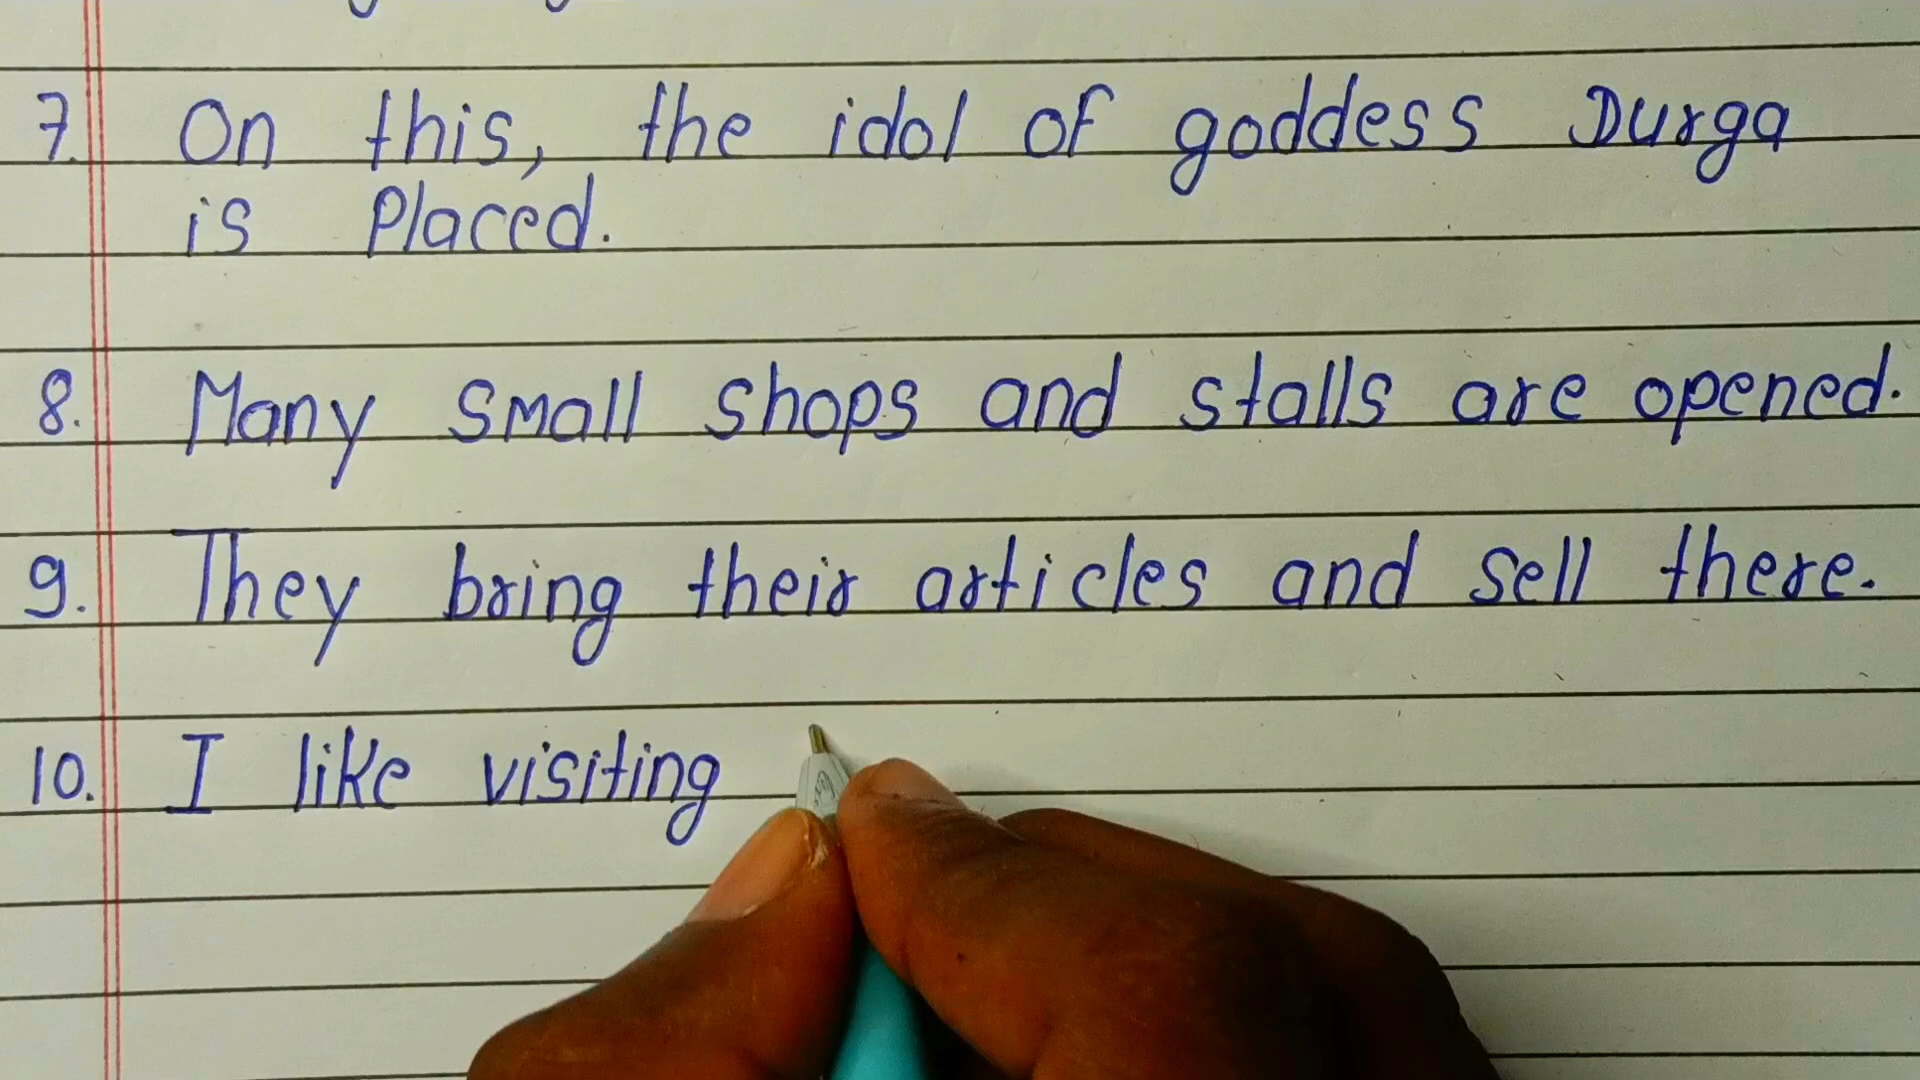 7. On this, the idol of goddess Durga
is Placed.
8. Many small shops and stalls are opened.
9. They bring their articles and sell there.
10. I like visiting